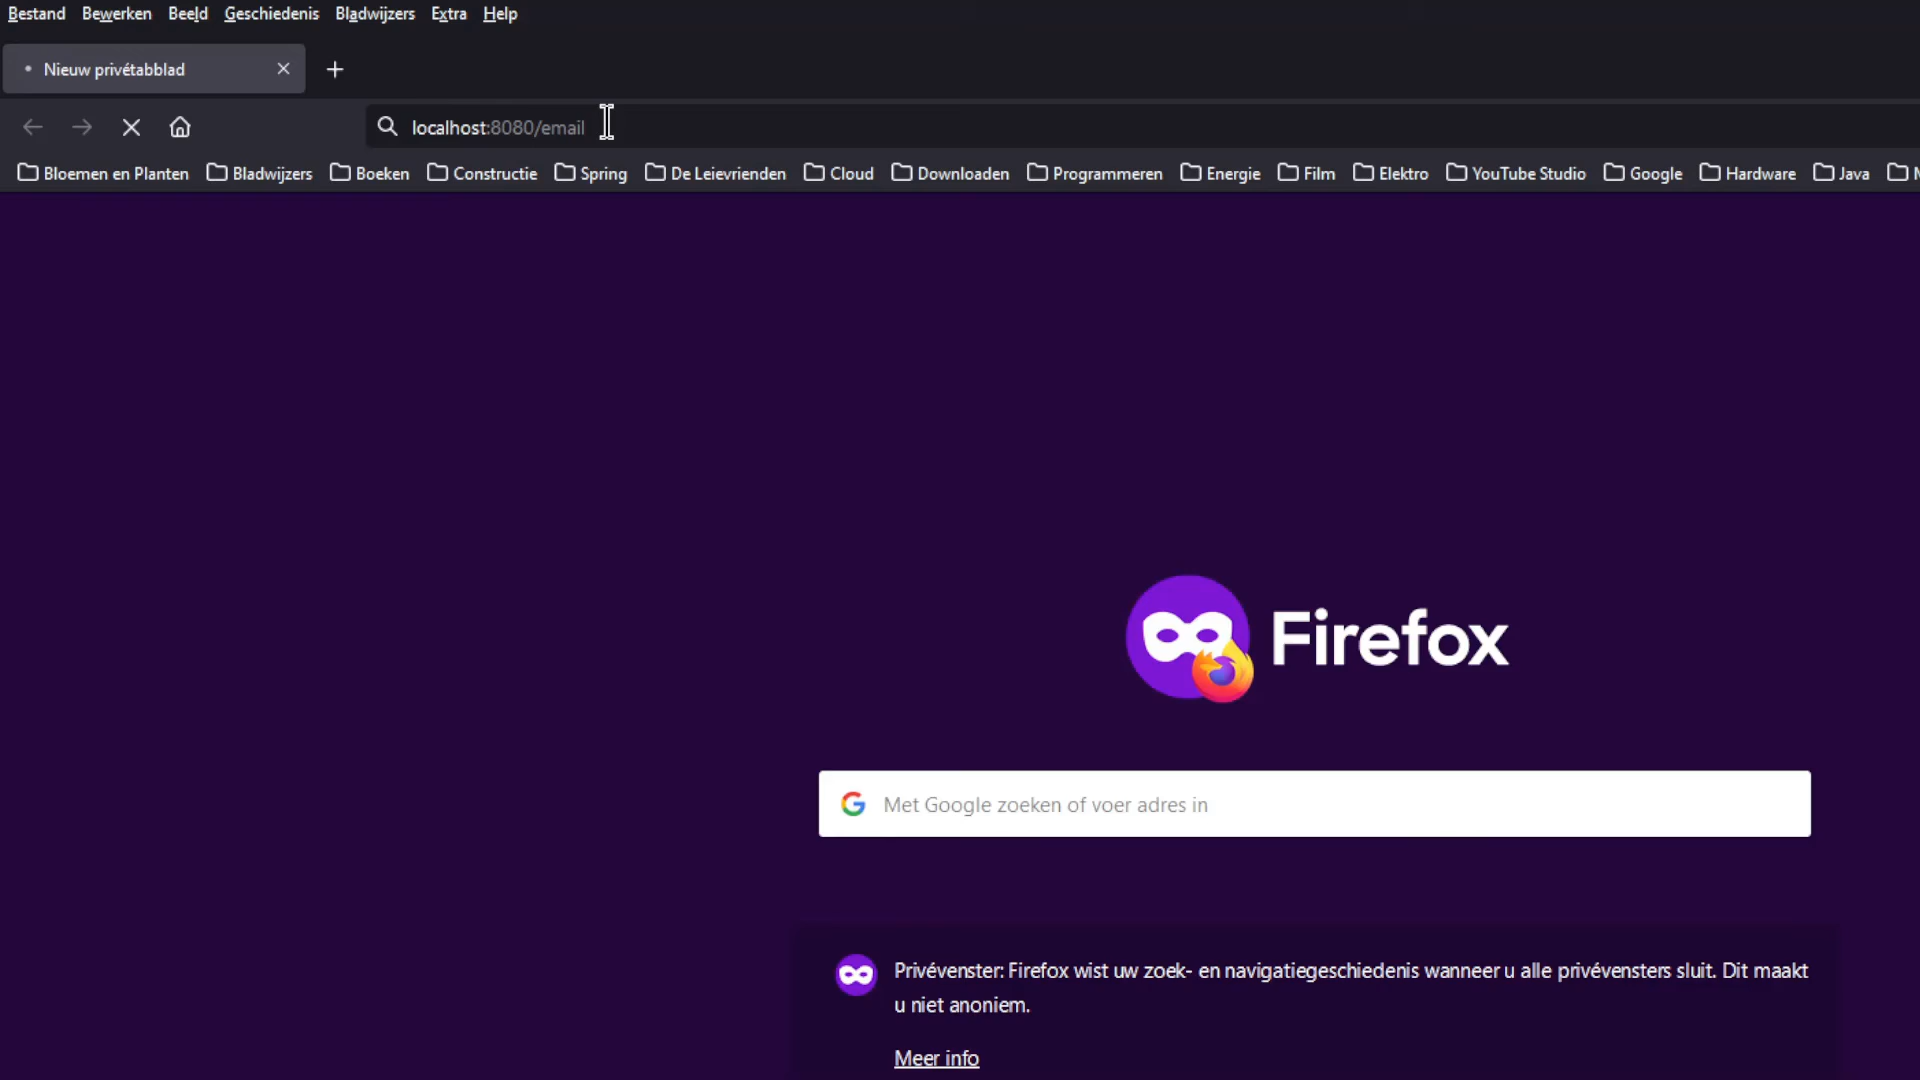 Bestand Bewerken Beeld Geschiedenis Bladwijzers Extra Help
Nieuw privétabblad
localhost:8080/email
Bloemen en Planten Bladwijzers Boeken Constructie Spring De Leievrienden Cloud Downloaden Programmeren Energie Film Elektro YouTube Studio Google Hardware Java
Firefox
Met Google zoeken of voer adres in
Privévenster: Firefox wist uw zoek- en navigatiegeschiedenis wanneer u alle privévensters sluit. Dit maakt
u niet anoniem.
Meer info